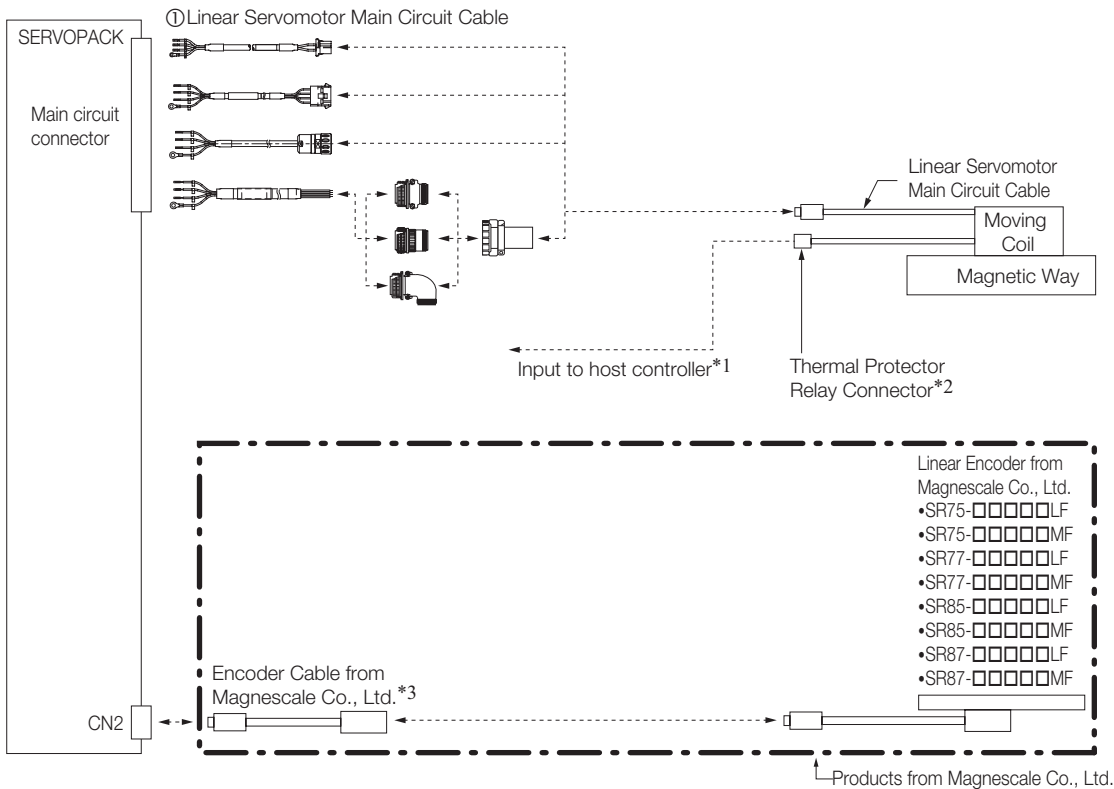 ①Linear Servomotor Main Circuit Cable
SERVOPACK
Main circuit
connector
Linear Servomotor
Main Circuit Cable
Moving
Coil
Magnetic Way
Input to host controller*1
Thermal Protector
Relay Connector*2
Linear Encoder from
Magnescale Co., Ltd.
•SR75-□□□□□LF
•SR75-□□□□□MF
•SR77-□□□□□LF
•SR77-□□□□□MF
•SR85-□□□□□LF
•SR85-□□□□□MF
•SR87-□□□□□LF
•SR87-□□□□□MF
Encoder Cable from
Magnescale Co., Ltd.*3
CN2
Products from Magnescale Co., Ltd.